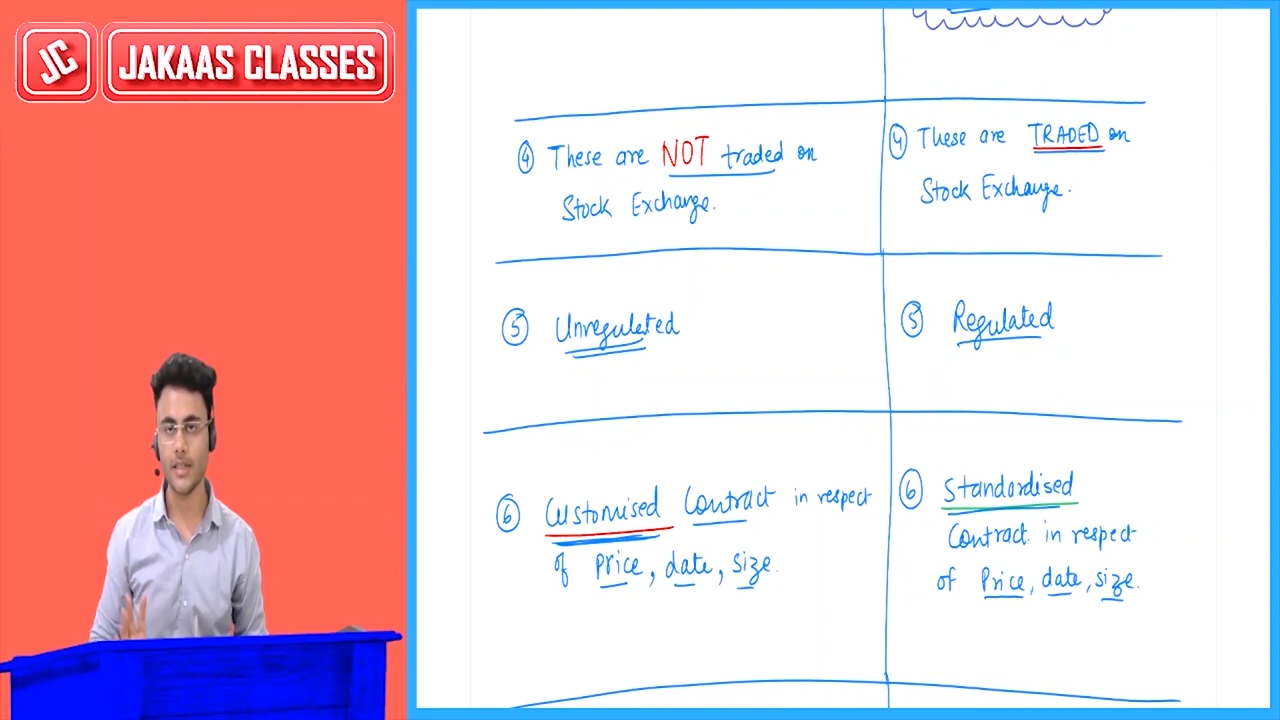 JC JAKAAS CLASSES
④ These are NOT traded on
Stock Exchange.
④ These are TRADED on
Stock Exchange.
⑤ Unregulated
⑤ Regulated
⑥ Customised Contract in respect
of Price, date, size.
⑥ Standardised
Contract in respect
of Price, date, size.